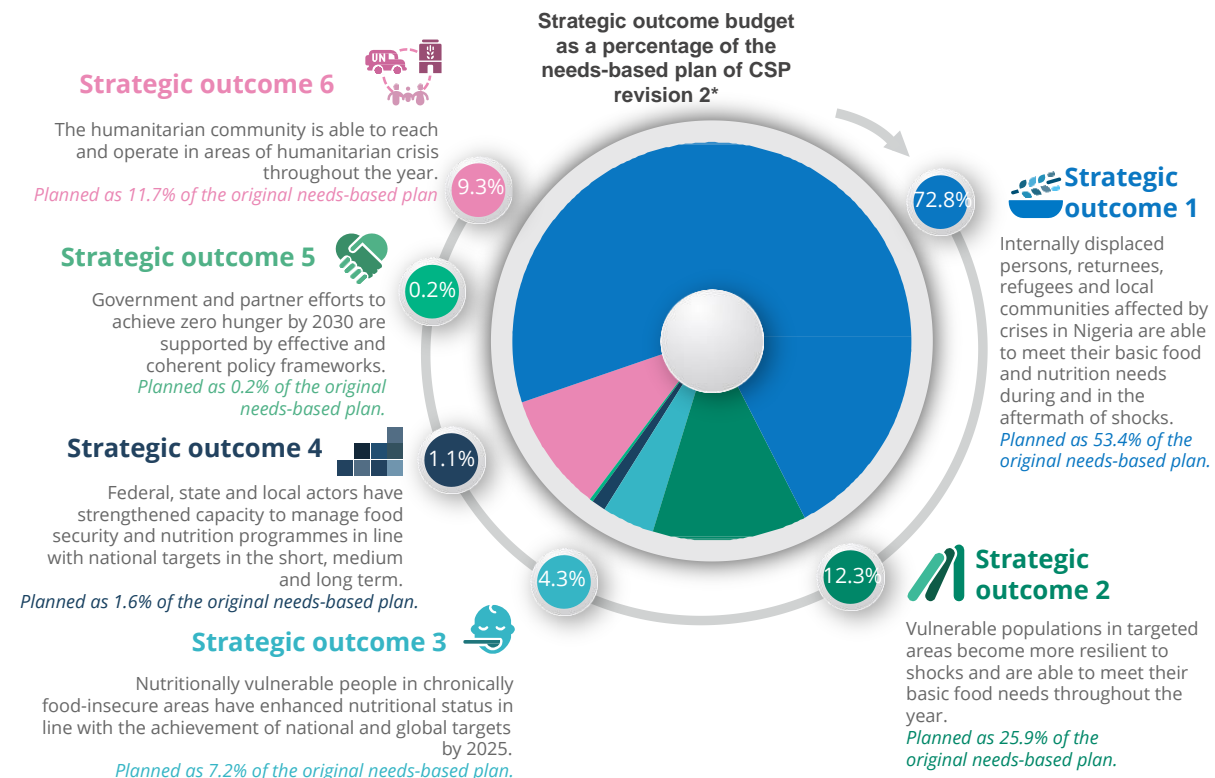 Strategic outcome budget
as a percentage of the
needs-based plan of CSP
revision 2*
72.8%
Strategic
outcome 1
Internally displaced
persons, returnees,
refugees and local
communities affected by
crises in Nigeria are able
to meet their basic food
and nutrition needs
during and in the
aftermath of shocks.
Planned as 53.4% of the
original needs-based plan.
12.3%
Strategic
outcome 2
Vulnerable populations in targeted
areas become more resilient to
shocks and are able to meet their
basic food needs throughout the
year.
Planned as 25.9% of the
original needs-based plan.
4.3%
Strategic outcome 3
Nutritionally vulnerable people in chronically
food-insecure areas have enhanced nutritional status in
line with the achievement of national and global targets
by 2025.
Planned as 7.2% of the original needs-based plan.
1.1%
Strategic outcome 4
Federal, state and local actors have
strengthened capacity to manage food
security and nutrition programmes in line
with national targets in the short, medium
and long term.
Planned as 1.6% of the original needs-based plan.
0.2%
Strategic outcome 5
Government and partner efforts to
achieve zero hunger by 2030 are
supported by effective and
coherent policy frameworks.
Planned as 0.2% of the original
needs-based plan.
9.3%
Strategic outcome 6
UN
The humanitarian community is able to reach
and operate in areas of humanitarian crisis
throughout the year.
Planned as 11.7% of the original needs-based plan